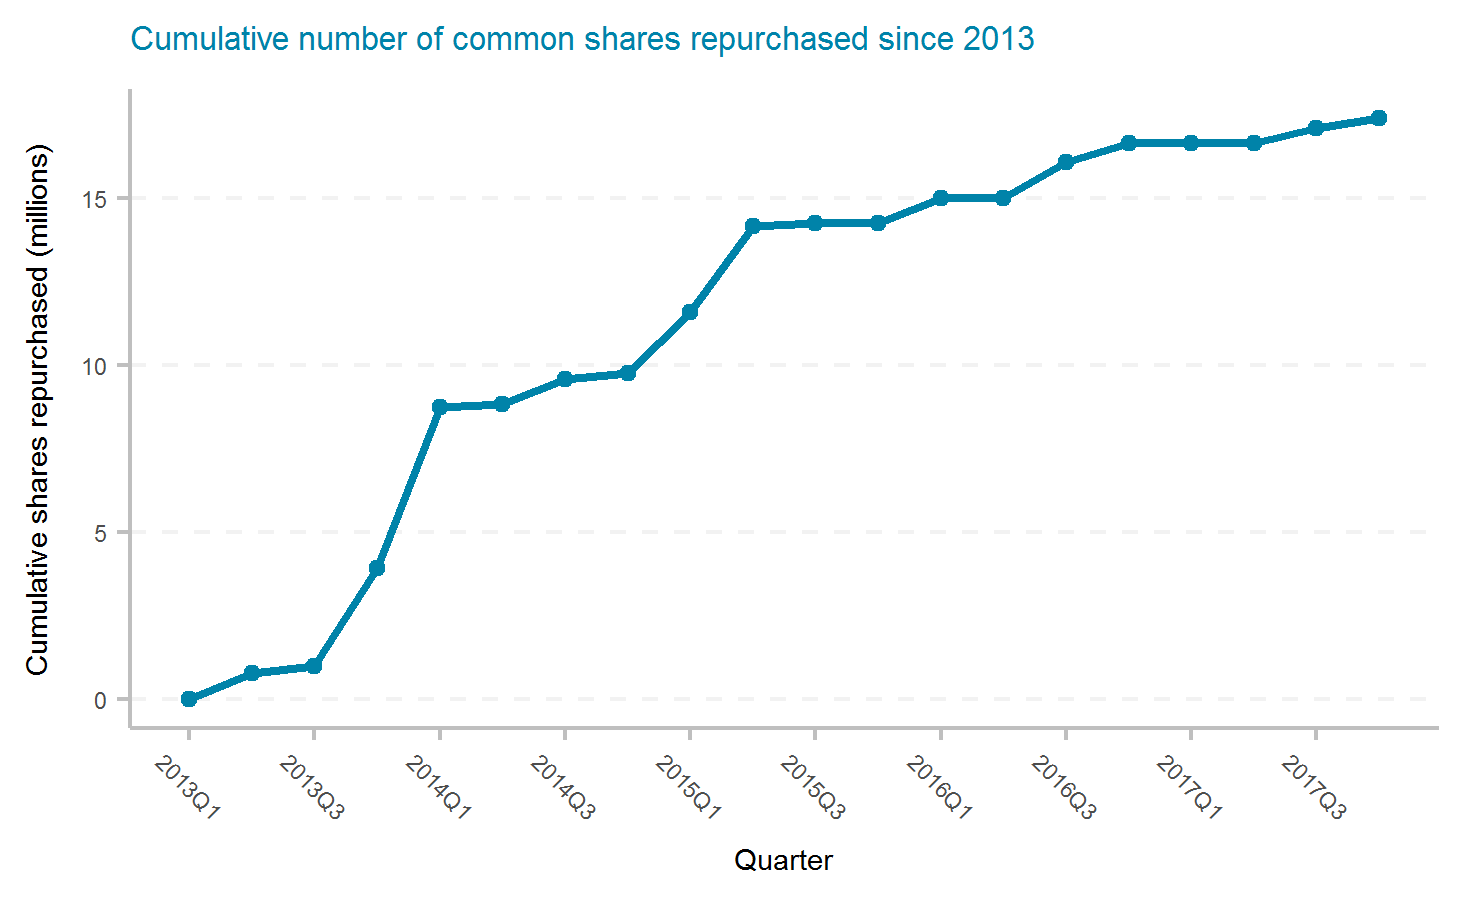 Cumulative number of common shares repurchased since 2013
Cumulative shares repurchased (millions)
15
10
5
0
2013Q1
2013Q3
2014Q1
2014Q3
2015Q1
2015Q3
2016Q1
2016Q3
2017Q1
2017Q3
Quarter